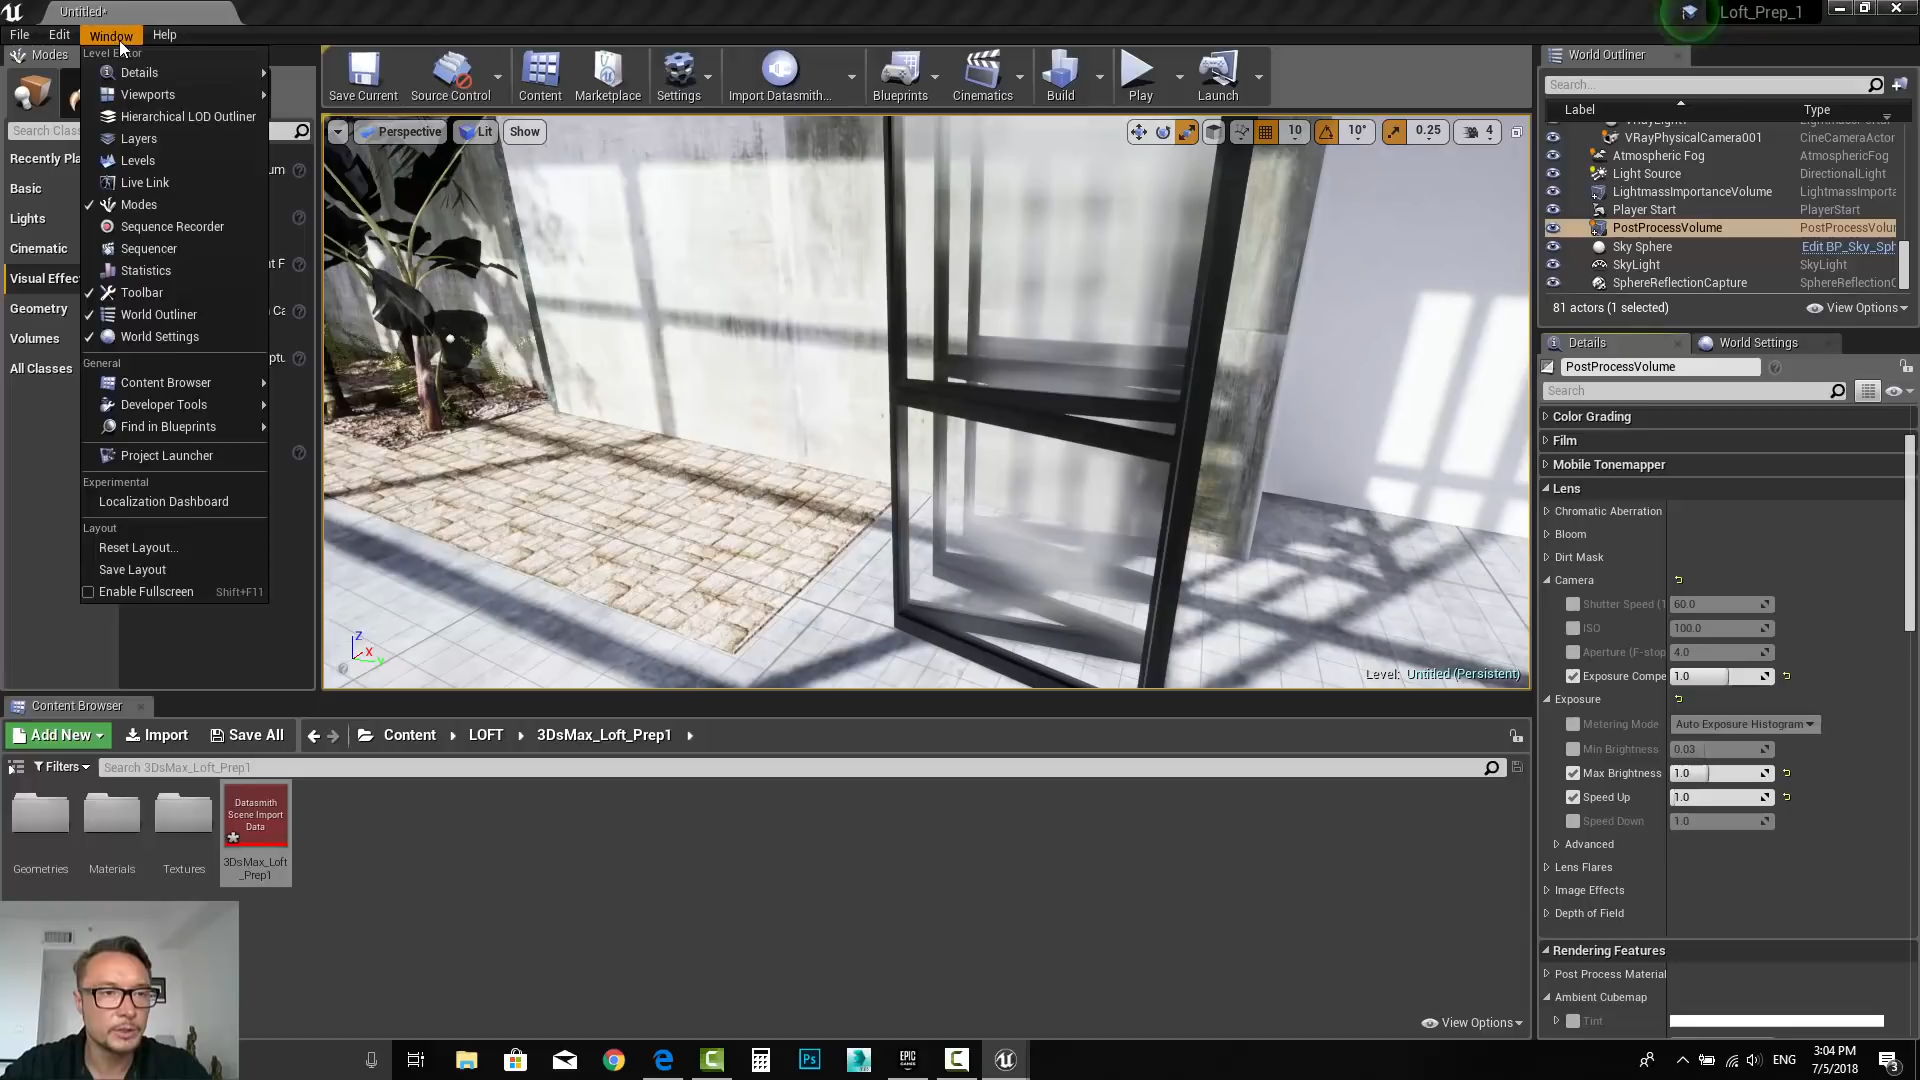 Untitled*
Loft_Prep_1
File Edit Window Help
Modes
Level Editor
Details
Viewports
Hierarchical LOD Outliner
Layers
Levels
Live Link
Modes
Sequence Recorder
Sequencer
Statistics
Toolbar
World Outliner
World Settings
General
Content Browser
Developer Tools
Find in Blueprints
Project Launcher
Experimental
Localization Dashboard
Layout
Reset Layout...
Save Layout
Enable Fullscreen Shift+F11
Search Clas
Recently Pla
Basic
Lights
Cinematic
Visual Effec
Geometry
Volumes
All Classes
Save Current Source Control Content Marketplace Settings Import Datasmith... Blueprints Cinematics Build Play Launch
Perspective Lit Show 10 10° 0.25 4
Level: Untitled (Persistent)
Z
X
Y
World Outliner
Search...
Label Type
VRayPhysicalCamera001 CineCameraActor
Atmospheric Fog AtmosphericFog
Light Source DirectionalLight
LightmassImportanceVolume LightmassImporta
Player Start PlayerStart
PostProcessVolume PostProcessVolur
Sky Sphere Edit BP_Sky_Sph
SkyLight SkyLight
SphereReflectionCapture SphereReflectionC
81 actors (1 selected) View Options
Details World Settings
PostProcessVolume
Search
Color Grading
Film
Mobile Tonemapper
Lens
Chromatic Aberration
Bloom
Dirt Mask
Camera
Shutter Speed (1 60.0
ISO 100.0
Aperture (F-stop 4.0
Exposure Compe 1.0
Exposure
Metering Mode Auto Exposure Histogram
Min Brightness 0.03
Max Brightness 1.0
Speed Up 1.0
Speed Down 1.0
Advanced
Lens Flares
Image Effects
Depth of Field
Rendering Features
Post Process Material
Ambient Cubemap
Tint
Content Browser
Add New Import Save All Content LOFT 3DsMax_Loft_Prep1
Filters Search 3DsMax_Loft_Prep1
Datasmith
Scene Import
Data
Geometries Materials Textures 3DsMax_Loft
_Prep1
View Options
Ps
EPIC
GAMES
ENG
3:04 PM
7/5/2018
3